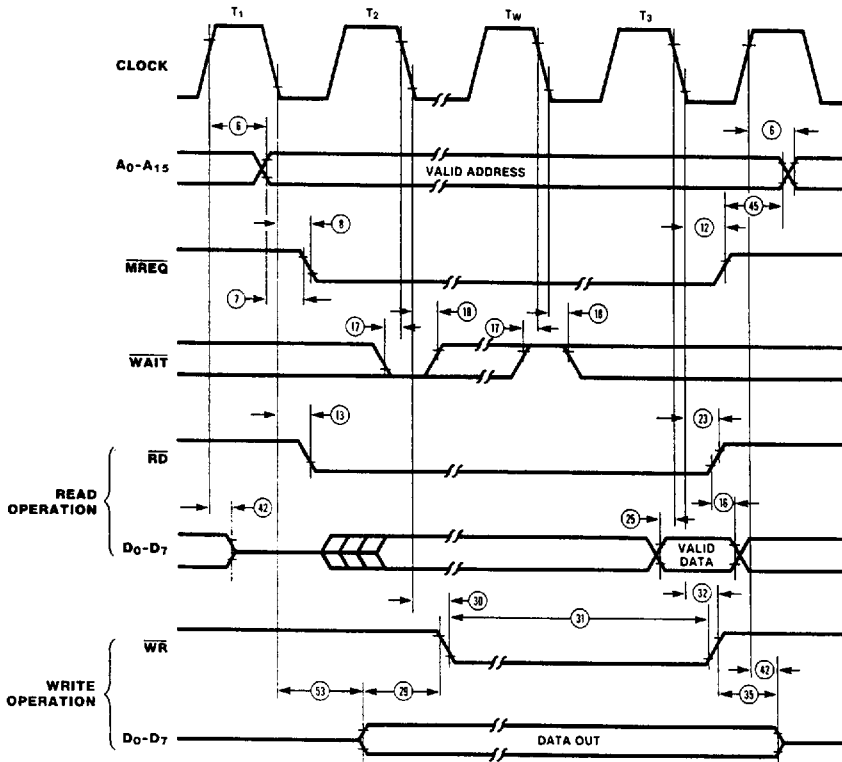 T1 T2 TW T3
CLOCK
6 6
A0-A15 VALID ADDRESS
45
8 12
MREQ
7
17 18 17 18
WAIT
13 23
RD
READ OPERATION
42 25 16
D0-D7 VALID DATA
30 31 32
WR
WRITE OPERATION
53 29 35 42
D0-D7 DATA OUT